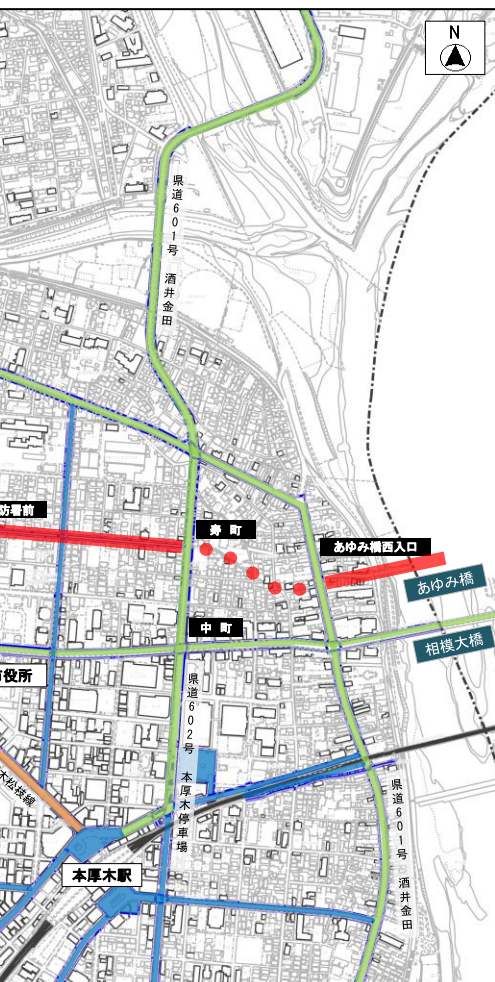 N
県道601号 酒井金田
防署前
寿 町
あゆみ橋西入口
あゆみ橋
中 町
相模大橋
市役所
県道602号 本厚木停車場
木松枝線
県道601号 酒井金田
本厚木駅